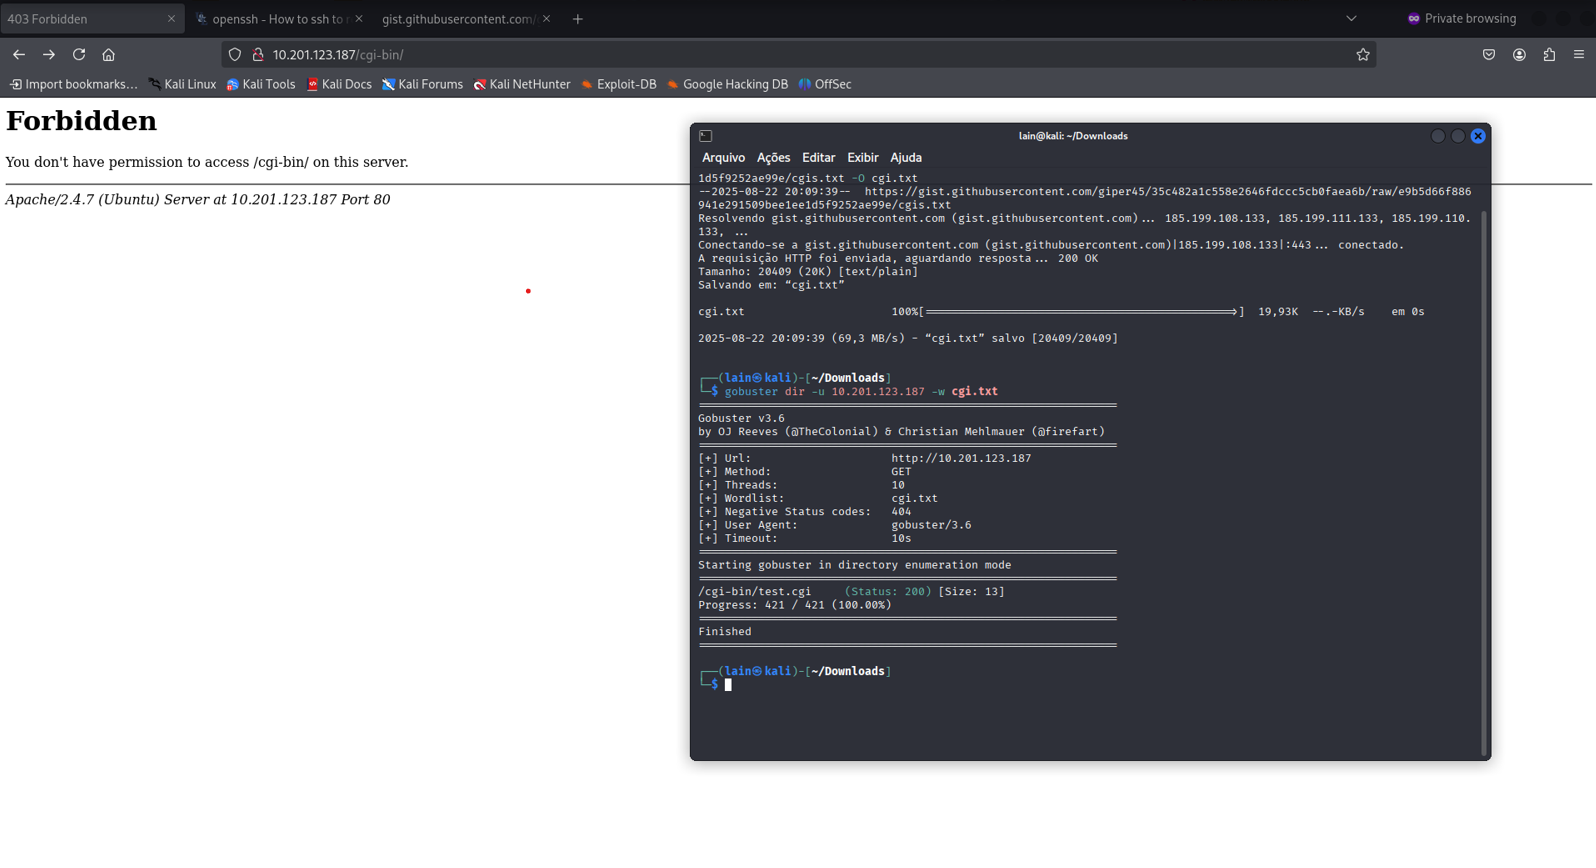 403 Forbidden
openssh - How to ssh to r
gist.githubusercontent.com/
Private browsing
10.201.123.187/cgi-bin/
Import bookmarks...
Kali Linux
Kali Tools
Kali Docs
Kali Forums
Kali NetHunter
Exploit-DB
Google Hacking DB
OffSec
Forbidden
You don't have permission to access /cgi-bin/ on this server.
Apache/2.4.7 (Ubuntu) Server at 10.201.123.187 Port 80
lain@kali: ~/Downloads
Arquivo Ações Editar Exibir Ajuda
1d5f9252ae99e/cgis.txt -O cgi.txt
--2025-08-22 20:09:39-- https://gist.githubusercontent.com/giper45/35c482a1c558e2646fdccc5cb0faea6b/raw/e9b5d66f886
941e291509bee1ee1d5f9252ae99e/cgis.txt
Resolvendo gist.githubusercontent.com (gist.githubusercontent.com)... 185.199.108.133, 185.199.111.133, 185.199.110.
133, ...
Conectando-se a gist.githubusercontent.com (gist.githubusercontent.com)|185.199.108.133|:443... conectado.
A requisição HTTP foi enviada, aguardando resposta... 200 OK
Tamanho: 20409 (20K) [text/plain]
Salvando em: “cgi.txt”
cgi.txt 100%[===================================================>] 19,93K --.-KB/s em 0s
2025-08-22 20:09:39 (69,3 MB/s) - “cgi.txt” salvo [20409/20409]
┌──(lain㉿kali)-[~/Downloads]
└─$ gobuster dir -u 10.201.123.187 -w cgi.txt
===============================================================
Gobuster v3.6
by OJ Reeves (@TheColonial) & Christian Mehlmauer (@firefart)
===============================================================
[+] Url: http://10.201.123.187
[+] Method: GET
[+] Threads: 10
[+] Wordlist: cgi.txt
[+] Negative Status codes: 404
[+] User Agent: gobuster/3.6
[+] Timeout: 10s
===============================================================
Starting gobuster in directory enumeration mode
===============================================================
/cgi-bin/test.cgi (Status: 200) [Size: 13]
Progress: 421 / 421 (100.00%)
===============================================================
Finished
===============================================================
┌──(lain㉿kali)-[~/Downloads]
└─$